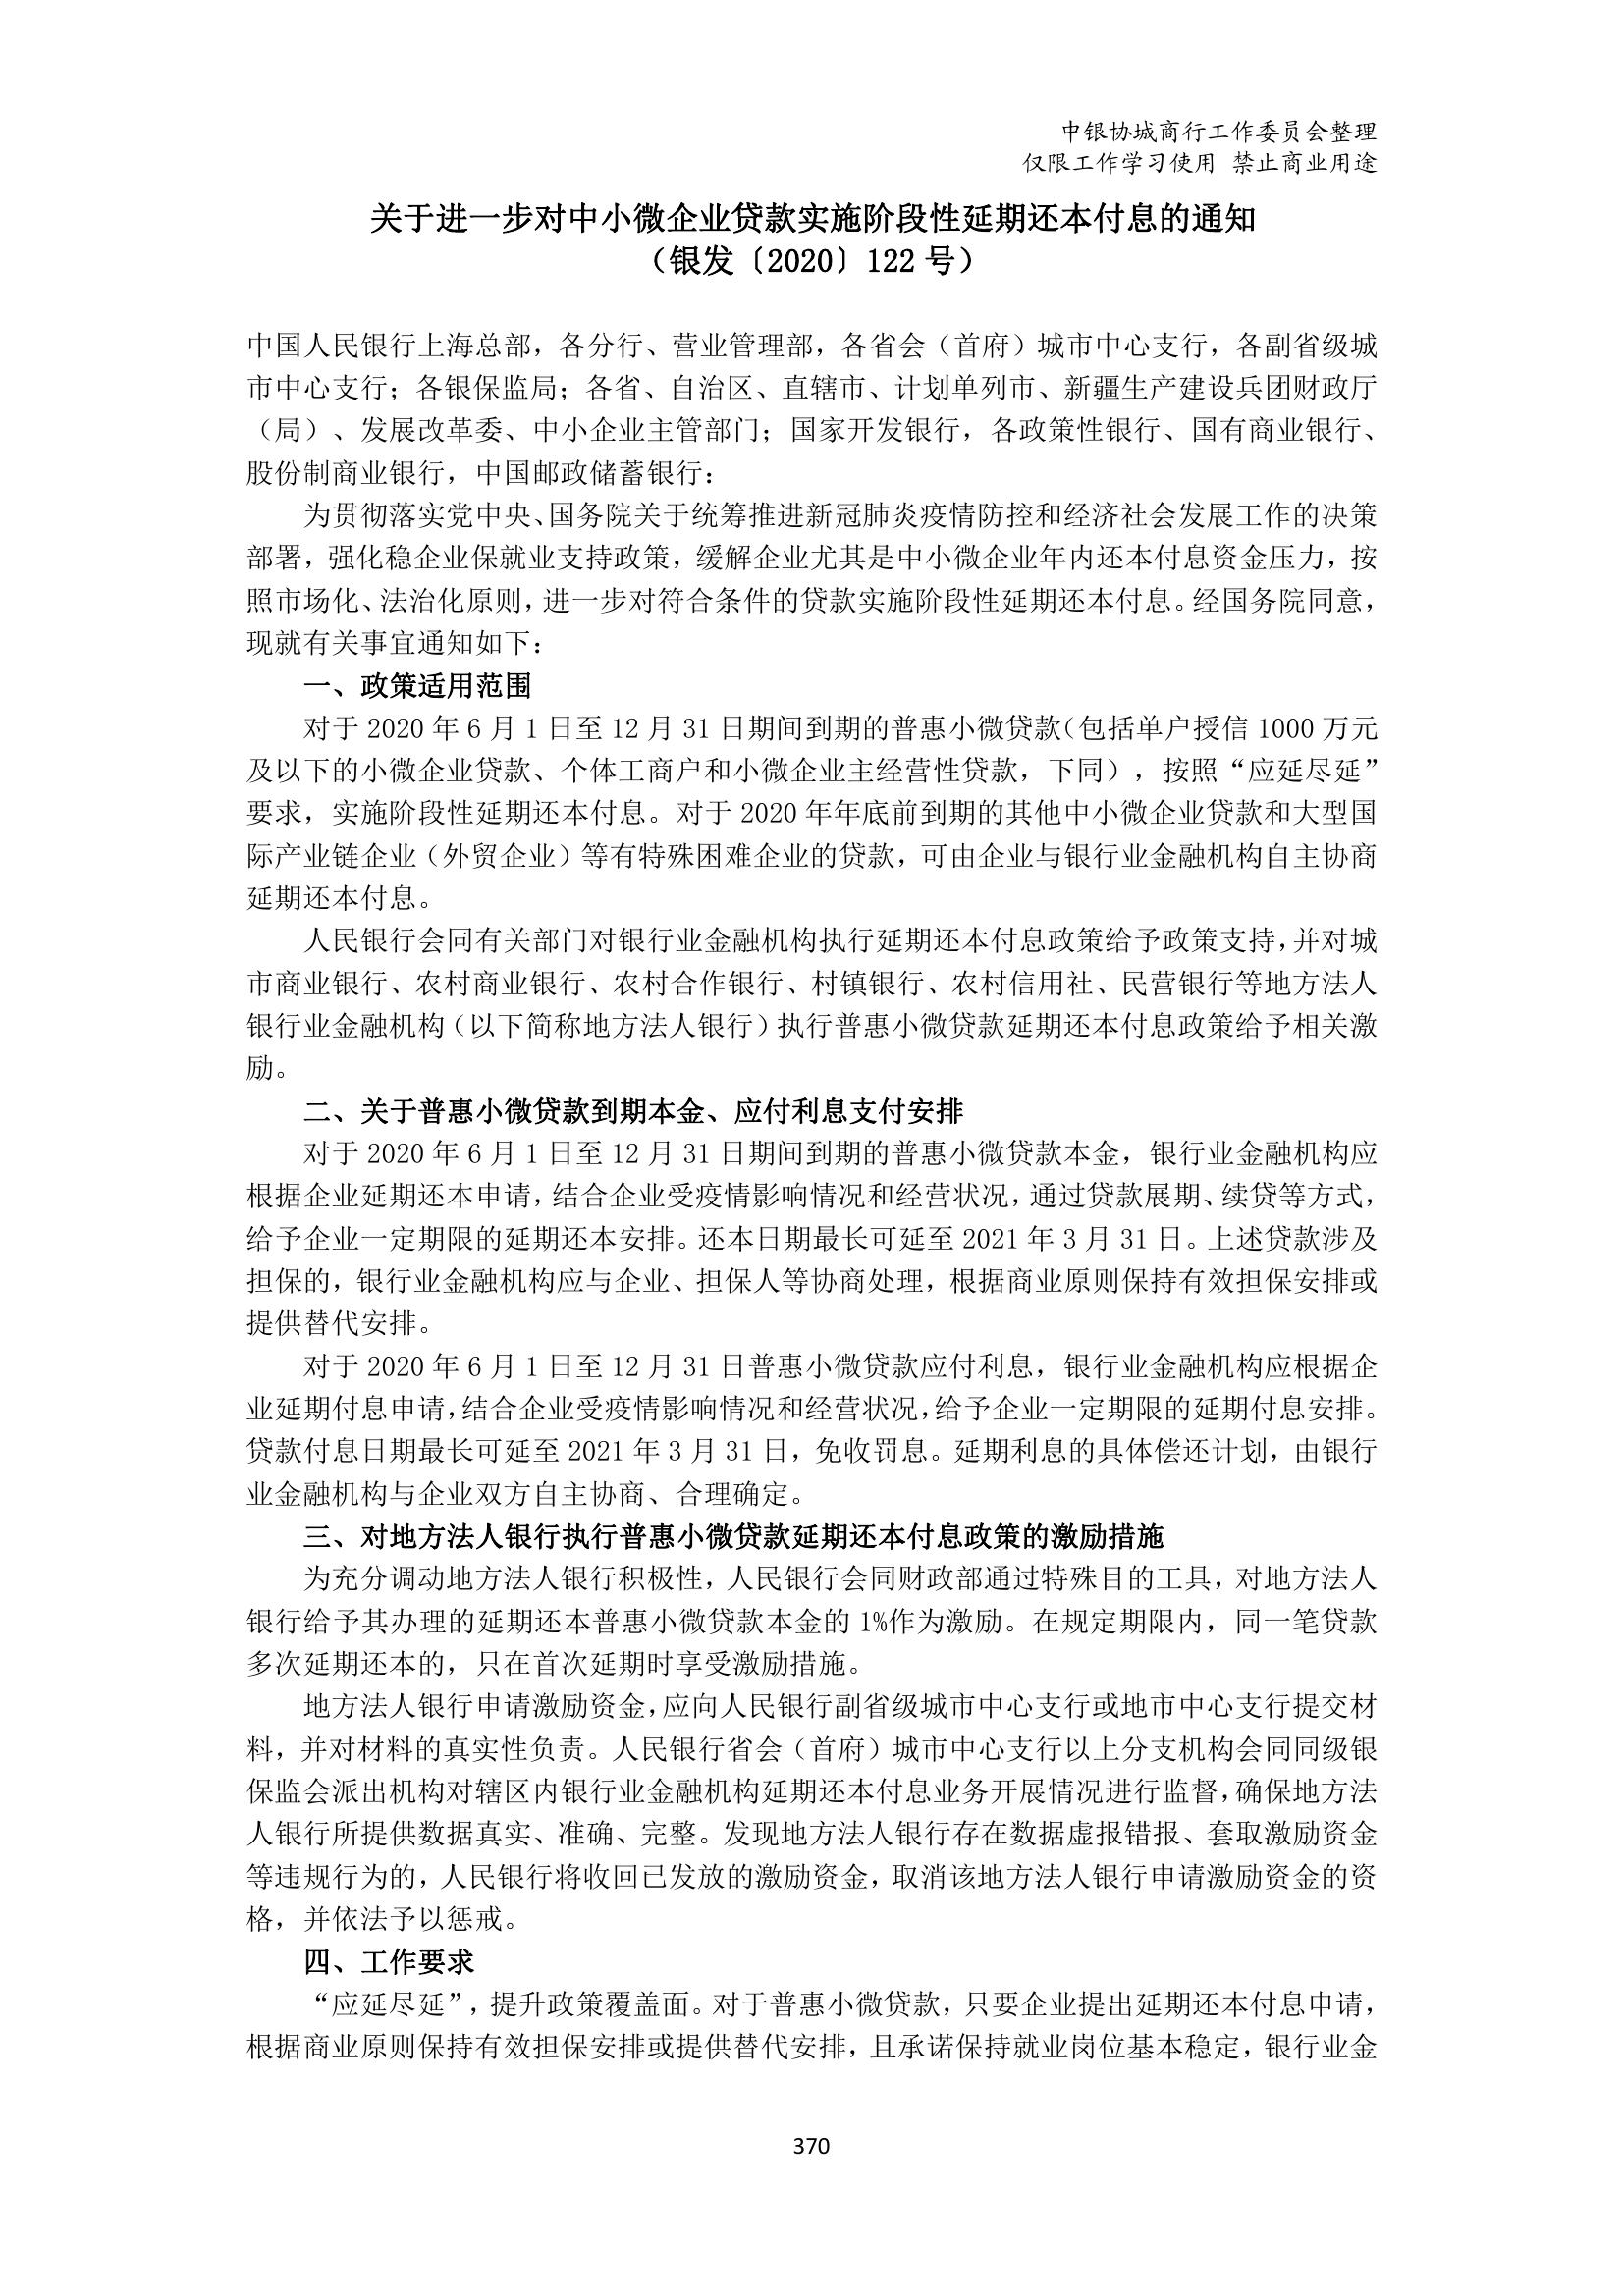 中银协城商行工作委员会整理
仅限工作学习使用 禁止商业用途
关于进一步对中小微企业贷款实施阶段性延期还本付息的通知
（银发〔2020〕122 号）
中国人民银行上海总部，各分行、营业管理部，各省会（首府）城市中心支行，各副省级城
市中心支行；各银保监局；各省、自治区、直辖市、计划单列市、新疆生产建设兵团财政厅
（局）、发展改革委、中小企业主管部门；国家开发银行，各政策性银行、国有商业银行、
股份制商业银行，中国邮政储蓄银行：
为贯彻落实党中央、国务院关于统筹推进新冠肺炎疫情防控和经济社会发展工作的决策
部署，强化稳企业保就业支持政策，缓解企业尤其是中小微企业年内还本付息资金压力，按
照市场化、法治化原则，进一步对符合条件的贷款实施阶段性延期还本付息。经国务院同意，
现就有关事宜通知如下：
一、政策适用范围
对于 2020 年 6 月 1 日至 12 月 31 日期间到期的普惠小微贷款（包括单户授信 1000 万元
及以下的小微企业贷款、个体工商户和小微企业主经营性贷款，下同），按照“应延尽延”
要求，实施阶段性延期还本付息。对于 2020 年年底前到期的其他中小微企业贷款和大型国
际产业链企业（外贸企业）等有特殊困难企业的贷款，可由企业与银行业金融机构自主协商
延期还本付息。
人民银行会同有关部门对银行业金融机构执行延期还本付息政策给予政策支持，并对城
市商业银行、农村商业银行、农村合作银行、村镇银行、农村信用社、民营银行等地方法人
银行业金融机构（以下简称地方法人银行）执行普惠小微贷款延期还本付息政策给予相关激
励。
二、关于普惠小微贷款到期本金、应付利息支付安排
对于 2020 年 6 月 1 日至 12 月 31 日期间到期的普惠小微贷款本金，银行业金融机构应
根据企业延期还本申请，结合企业受疫情影响情况和经营状况，通过贷款展期、续贷等方式，
给予企业一定期限的延期还本安排。还本日期最长可延至 2021 年 3 月 31 日。上述贷款涉及
担保的，银行业金融机构应与企业、担保人等协商处理，根据商业原则保持有效担保安排或
提供替代安排。
对于 2020 年 6 月 1 日至 12 月 31 日普惠小微贷款应付利息，银行业金融机构应根据企
业延期付息申请，结合企业受疫情影响情况和经营状况，给予企业一定期限的延期付息安排。
贷款付息日期最长可延至 2021 年 3 月 31 日，免收罚息。延期利息的具体偿还计划，由银行
业金融机构与企业双方自主协商、合理确定。
三、对地方法人银行执行普惠小微贷款延期还本付息政策的激励措施
为充分调动地方法人银行积极性，人民银行会同财政部通过特殊目的工具，对地方法人
银行给予其办理的延期还本普惠小微贷款本金的 1%作为激励。在规定期限内，同一笔贷款
多次延期还本的，只在首次延期时享受激励措施。
地方法人银行申请激励资金，应向人民银行副省级城市中心支行或地市中心支行提交材
料，并对材料的真实性负责。人民银行省会（首府）城市中心支行以上分支机构会同同级银
保监会派出机构对辖区内银行业金融机构延期还本付息业务开展情况进行监督，确保地方法
人银行所提供数据真实、准确、完整。发现地方法人银行存在数据虚报错报、套取激励资金
等违规行为的，人民银行将收回已发放的激励资金，取消该地方法人银行申请激励资金的资
格，并依法予以惩戒。
四、工作要求
“应延尽延”，提升政策覆盖面。对于普惠小微贷款，只要企业提出延期还本付息申请，
根据商业原则保持有效担保安排或提供替代安排，且承诺保持就业岗位基本稳定，银行业金
370